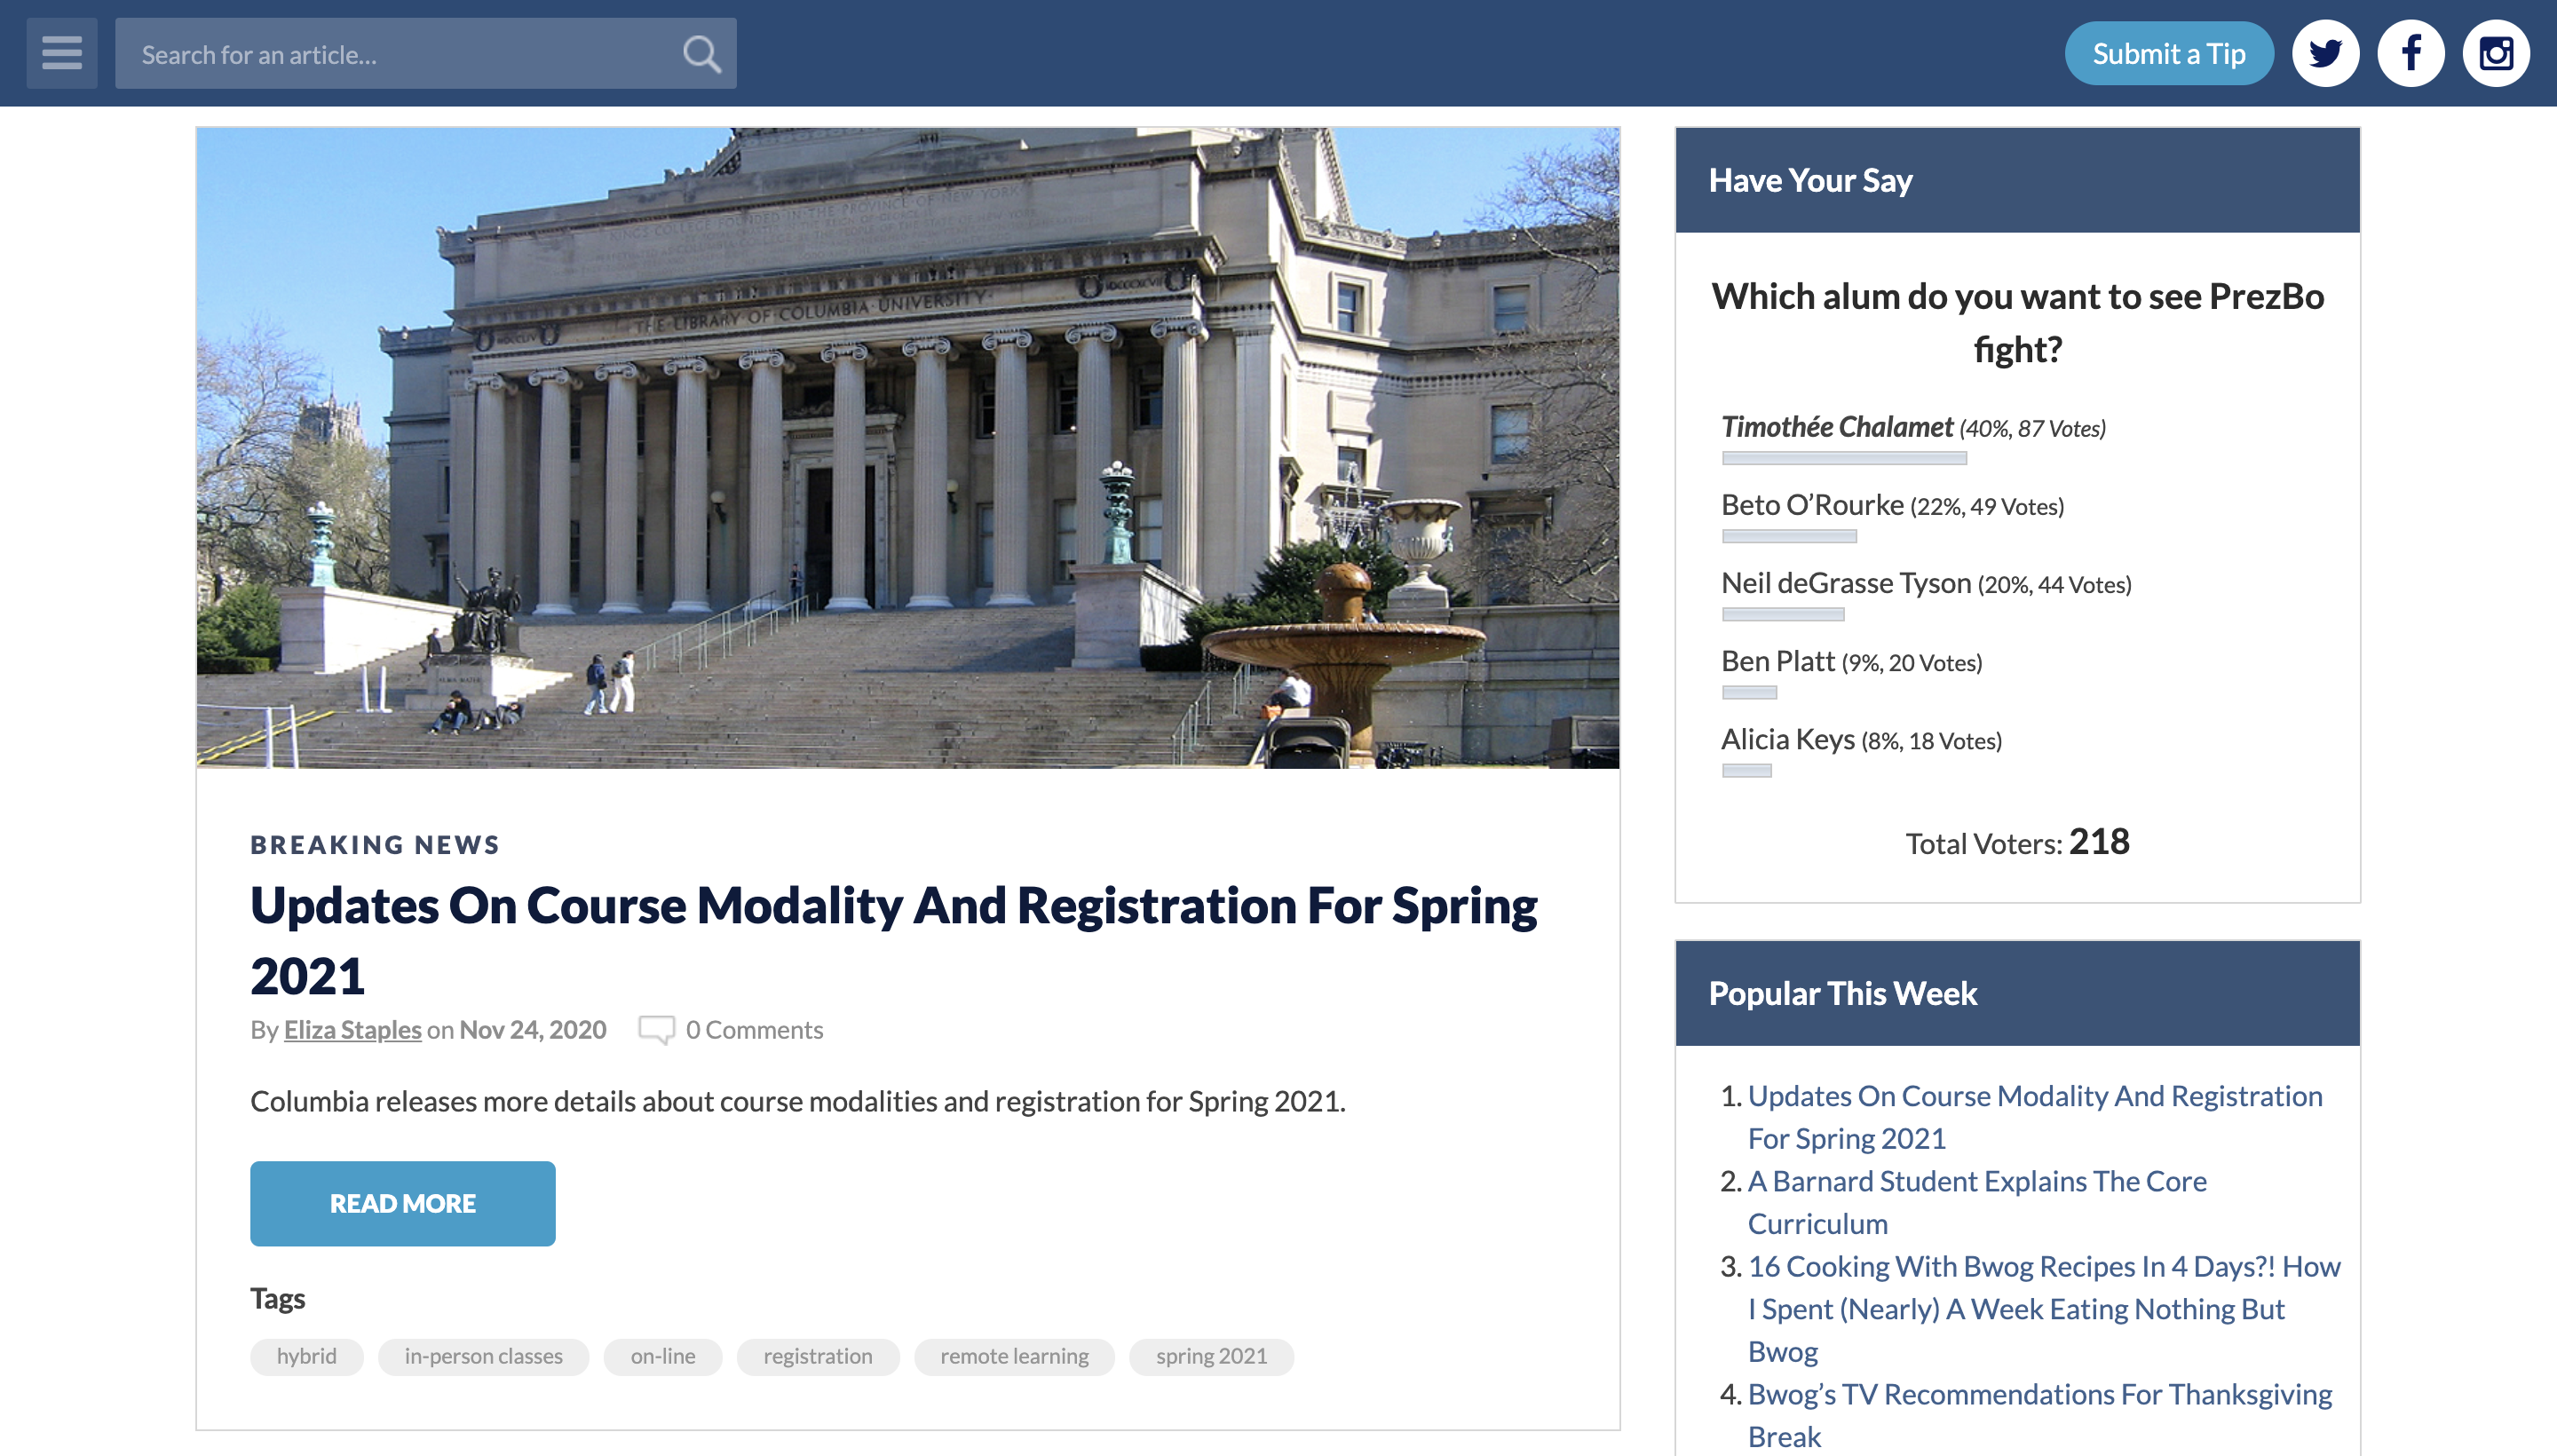 Search for an article...
Submit a Tip
THE LIBRARY OF COLUMBIA UNIVERSITY
ALMA MATER
BREAKING NEWS
Updates On Course Modality And Registration For Spring
2021
By Eliza Staples on Nov 24, 2020 0 Comments
Columbia releases more details about course modalities and registration for Spring 2021.
READ MORE
Tags
hybrid in-person classes on-line registration remote learning spring 2021
Have Your Say
Which alum do you want to see PrezBo
fight?
Timothée Chalamet (40%, 87 Votes)
Beto O’Rourke (22%, 49 Votes)
Neil deGrasse Tyson (20%, 44 Votes)
Ben Platt (9%, 20 Votes)
Alicia Keys (8%, 18 Votes)
Total Voters: 218
Popular This Week
1. Updates On Course Modality And Registration
For Spring 2021
2. A Barnard Student Explains The Core
Curriculum
3. 16 Cooking With Bwog Recipes In 4 Days?! How
I Spent (Nearly) A Week Eating Nothing But
Bwog
4. Bwog’s TV Recommendations For Thanksgiving
Break